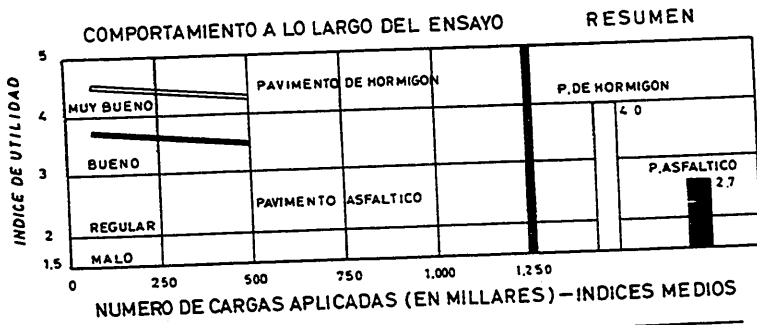 COMPORTAMIENTO A LO LARGO DEL ENSAYO
RESUMEN
INDICE DE UTILIDAD
5
4
3
2
1.5
MUY BUENO
BUENO
REGULAR
MALO
PAVIMENTO DE HORMIGON
PAVIMENTO ASFALTICO
P. DE HORMIGON
4 0
P. ASFALTICO
2,7
0 250 500 750 1,000 1,250
NUMERO DE CARGAS APLICADAS (EN MILLARES) – INDICES MEDIOS